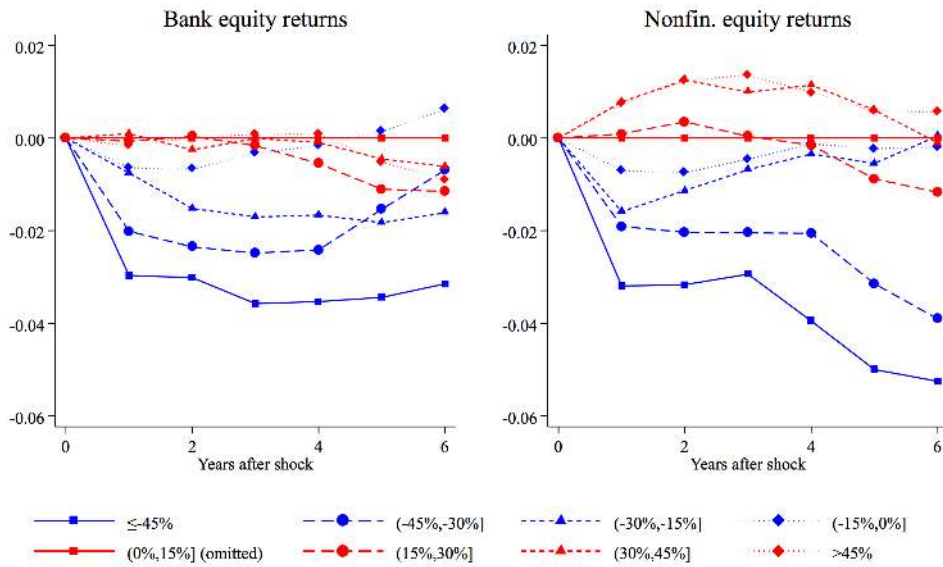 Bank equity returns
0.02
0.00
-0.02
-0.04
-0.06
0 2 4 6
Years after shock
Nonfin. equity returns
0.02
0.00
-0.02
-0.04
-0.06
0 2 4 6
Years after shock
≤-45% (-45%,-30%] (-30%,-15%] (-15%,0%]
(0%,15%] (omitted) (15%,30%] (30%,45%] >45%